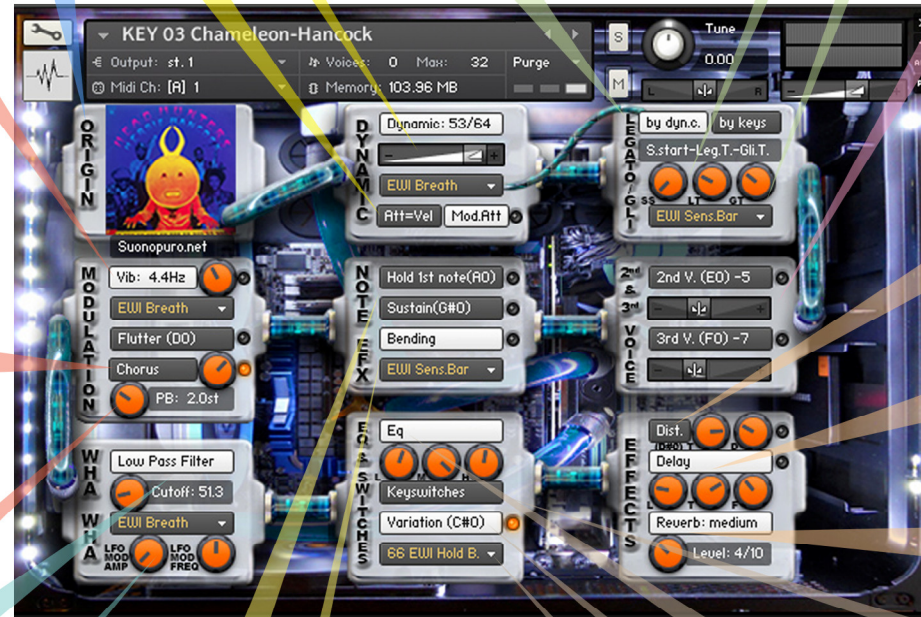 KEY 03 Chameleon-Hancock
Output: st.1
Voices: 0 Max: 32
Purge
Midi Ch: [A] 1
Memory: 103.96 MB
S
M
Tune
0.00
L R
ORIGIN
HEAD HUNTERS
HERBIE HANCOCK
Suonopuro.net
DYNAMIC
Dynamic: 53/64
- +
EWI Breath
Att=Vel
Mod.Att
LEGATO/GLI
by dyn.c.
by keys
S.start-Leg.T.-Gli.T.
SS LT GT
EWI Sens.Bar
MODULATION
Vib: 4.4Hz
EWI Breath
Flutter (D0)
Chorus
PB: 2.0st
NOTE EFX
Hold 1st note(A0)
Sustain(G#0)
Bending
EWI Sens.Bar
2nd & 3rd VOICE
2nd V. (E0) -5
- +
3rd V. (F0) -7
WHA WHA
Low Pass Filter
Cutoff: 51.3
EWI Breath
LFO MOD AMP
LFO MOD FREQ
EQ & SWITCHES
Eq
L M H
Keyswitches
Variation (C#0)
66 EWI Hold B.
EFFECTS
Dist.
(D#0) T D
Delay
L T F
Reverb: medium
Level: 4/10